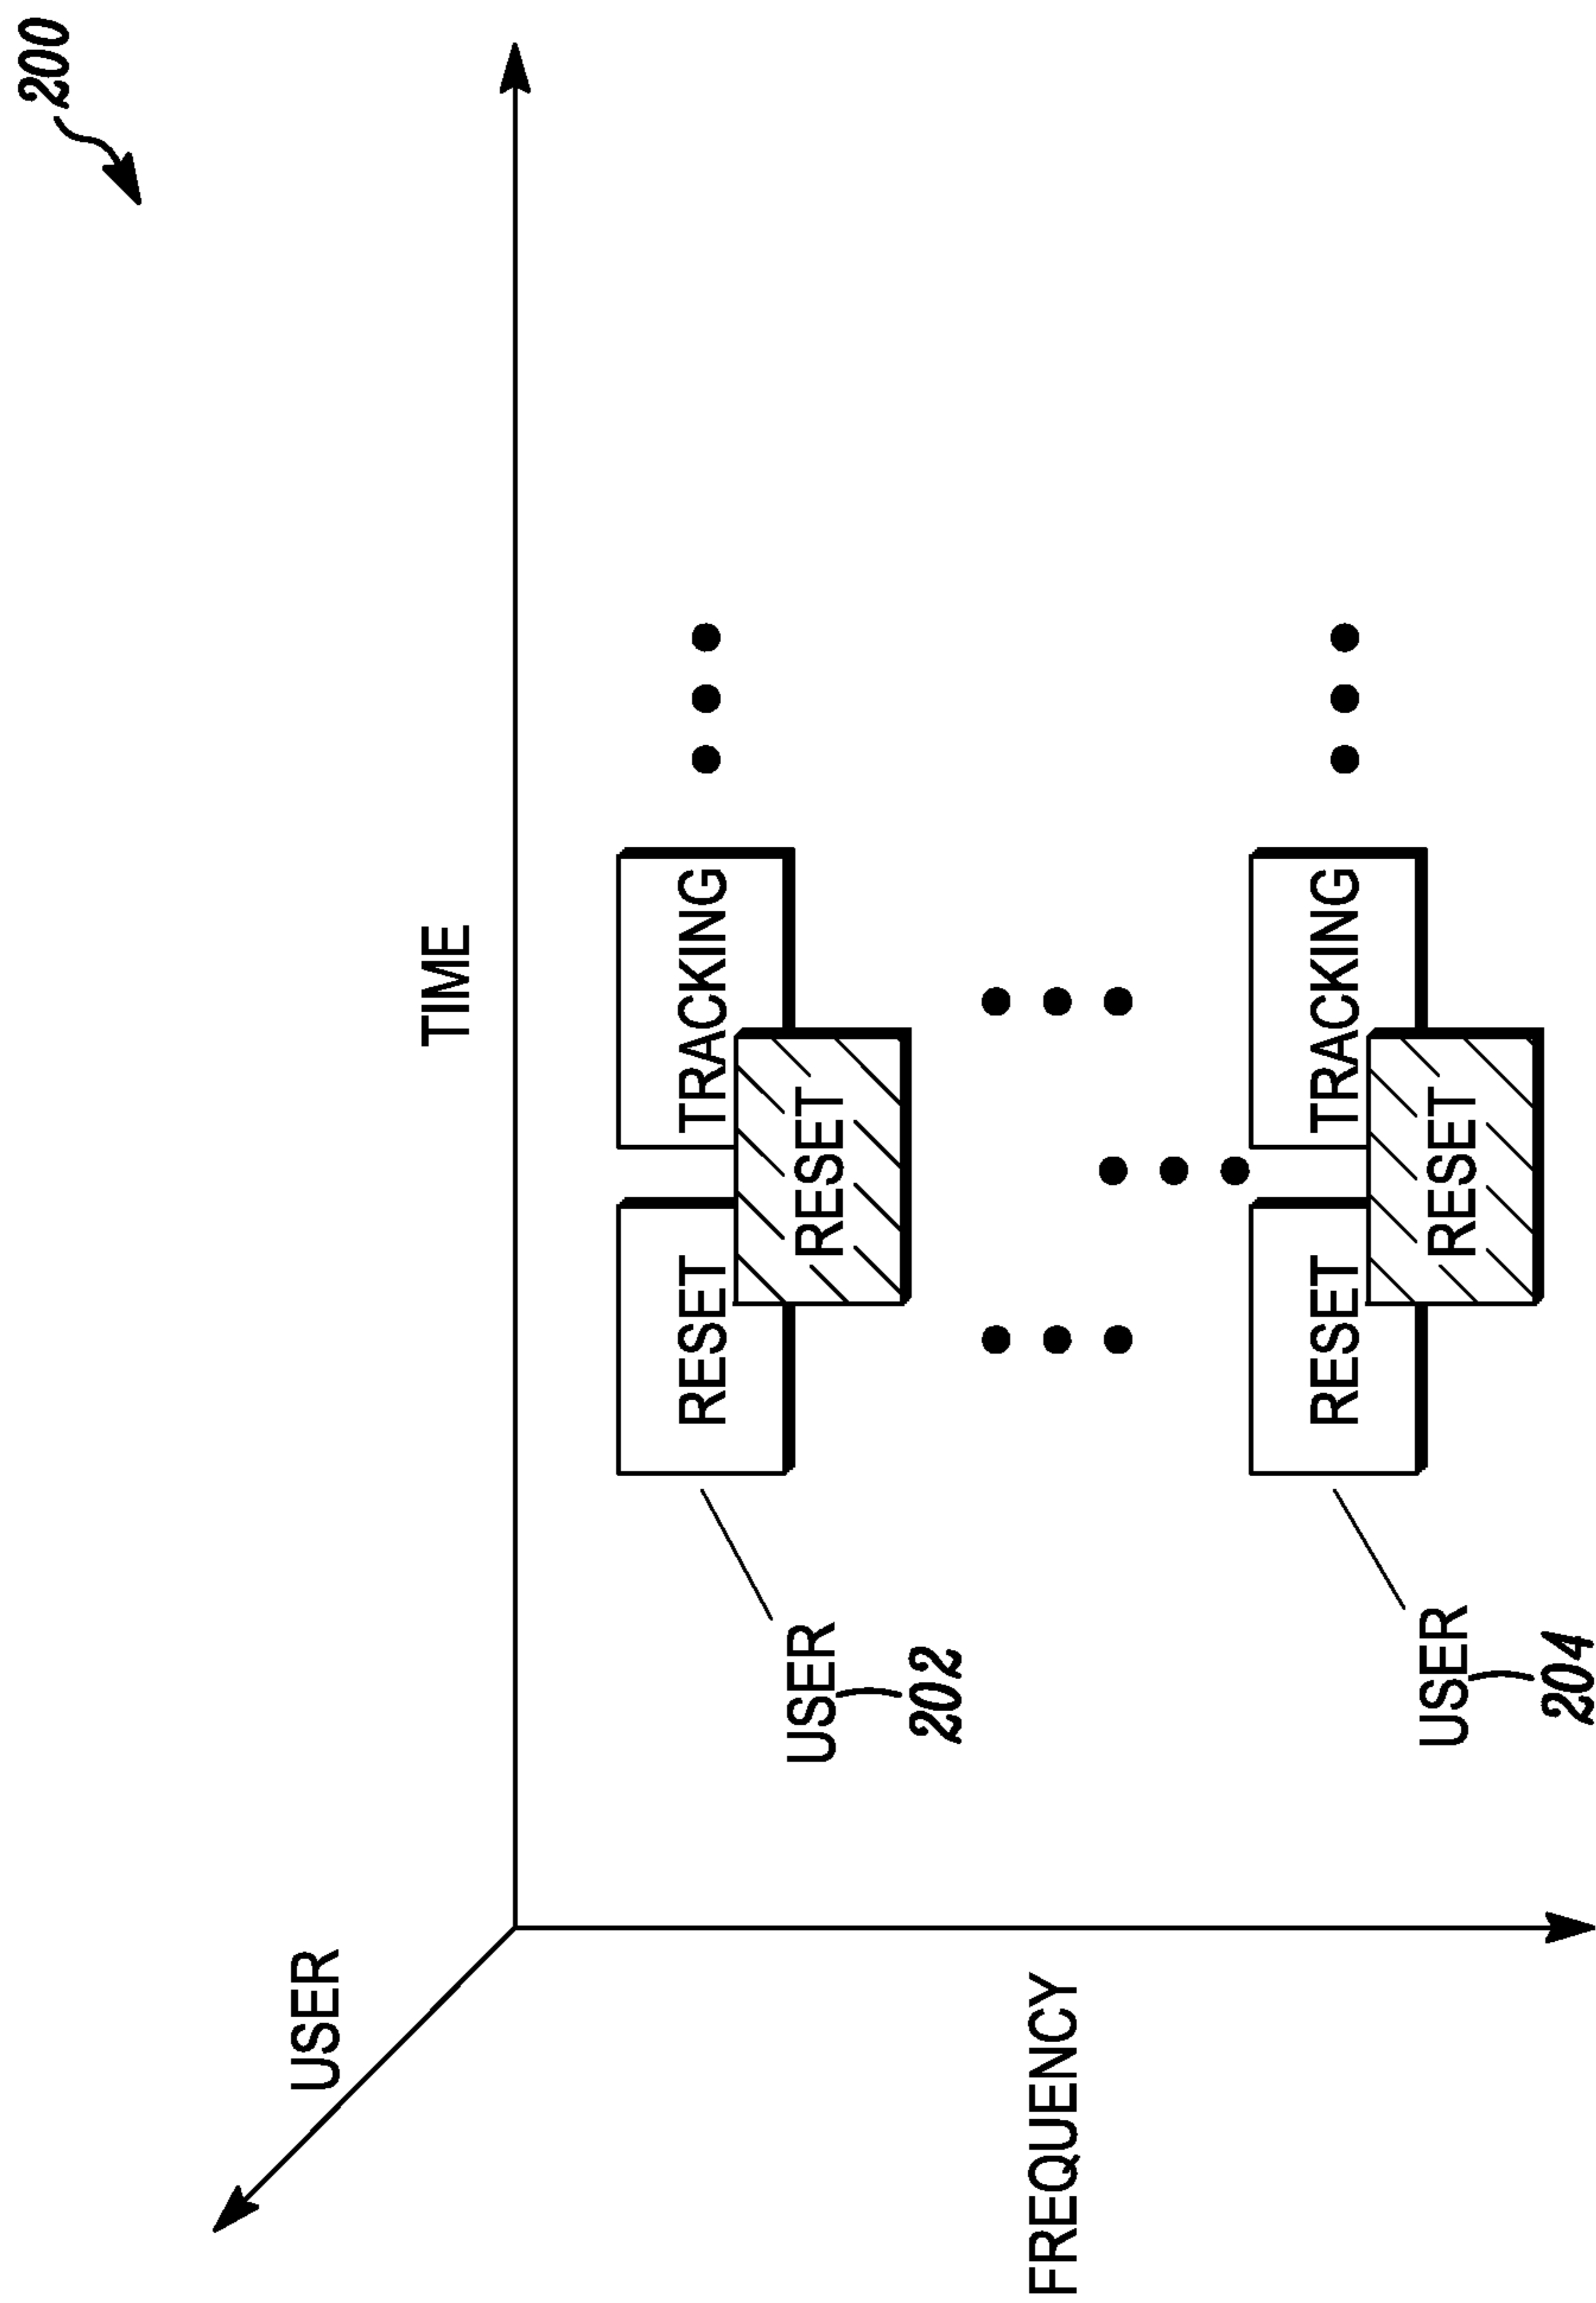 200
USER
TIME
RESET TRACKING
USER RESET
202
FREQUENCY
RESET TRACKING
USER RESET
204